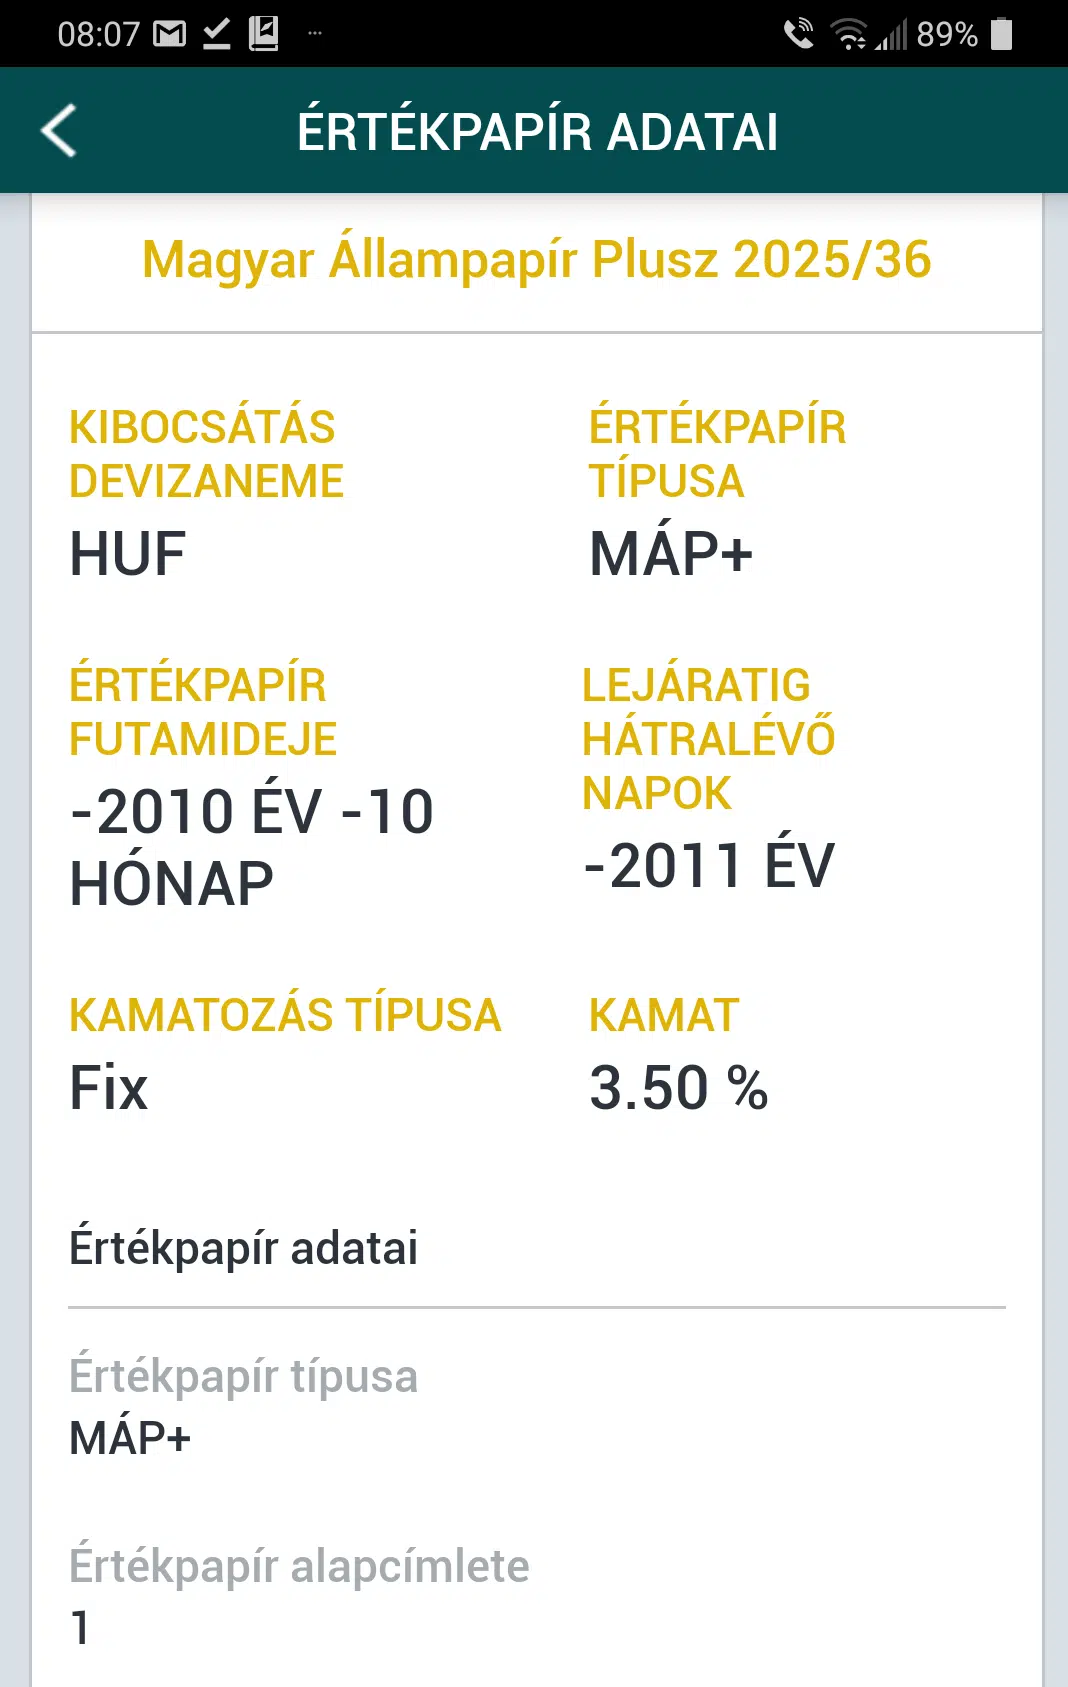 08:07
89%
ÉRTÉKPAPÍR ADATAI
Magyar Állampapír Plusz 2025/36
KIBOCSÁTÁS
DEVIZANEME
HUF
ÉRTÉKPAPÍR
TÍPUSA
MÁP+
ÉRTÉKPAPÍR
FUTAMIDEJE
-2010 ÉV -10
HÓNAP
LEJÁRATIG
HÁTRALÉVŐ
NAPOK
-2011 ÉV
KAMATOZÁS TÍPUSA
Fix
KAMAT
3.50 %
Értékpapír adatai
Értékpapír típusa
MÁP+
Értékpapír alapcímlete
1